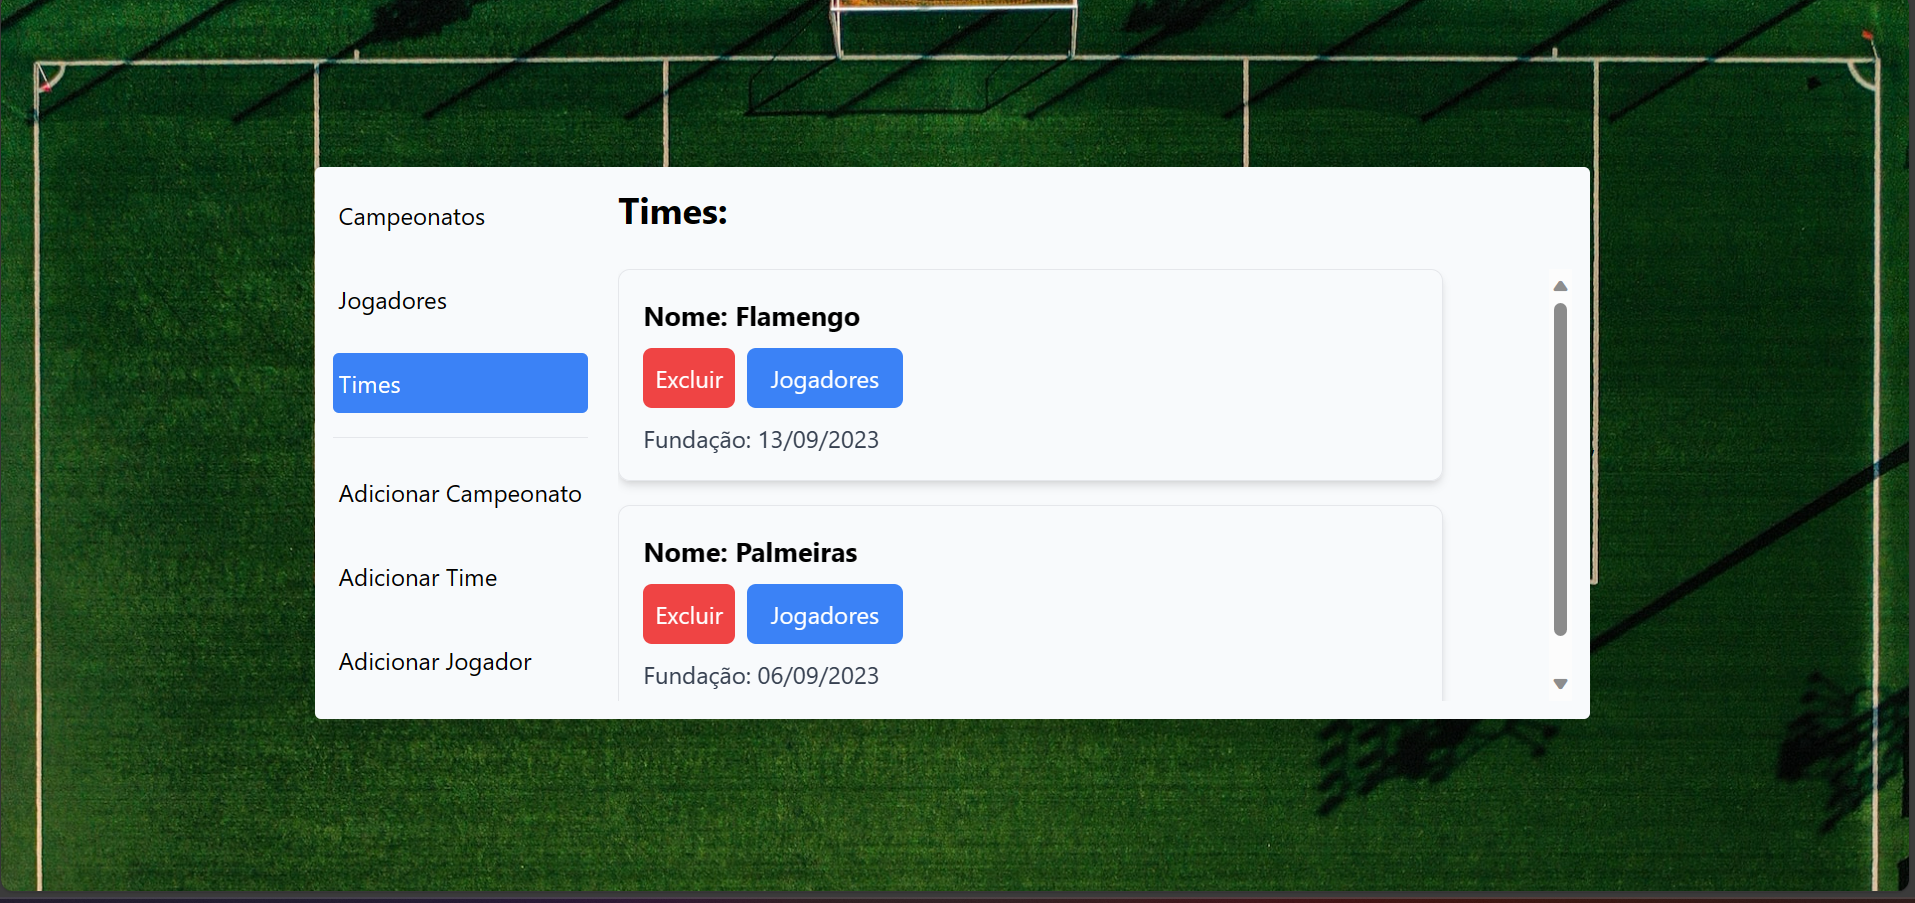 Campeonatos
Jogadores
Times
Adicionar Campeonato
Adicionar Time
Adicionar Jogador
Times:
Nome: Flamengo
Excluir
Jogadores
Fundação: 13/09/2023
Nome: Palmeiras
Excluir
Jogadores
Fundação: 06/09/2023